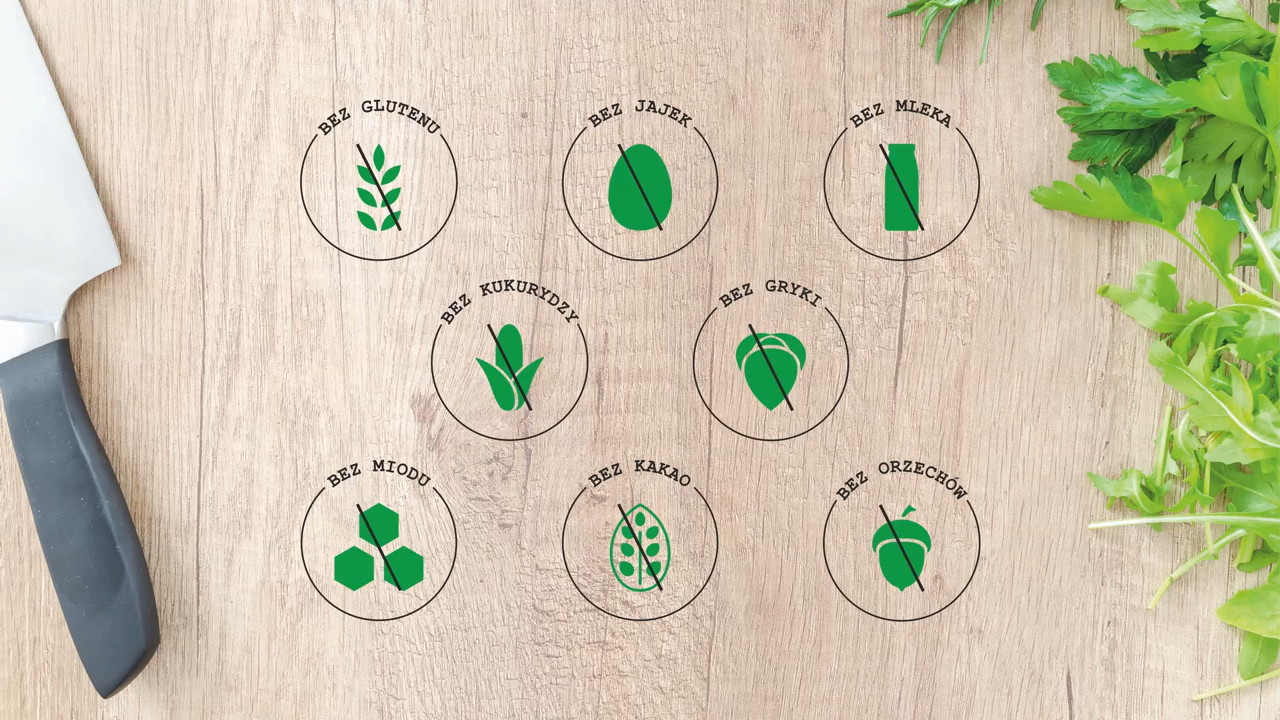 BEZ GLUTENU
BEZ JAJEK
BEZ MLEKA
BEZ KUKURYDZY
BEZ GRYKI
BEZ MIODU
BEZ KAKAO
BEZ ORZECHÓW